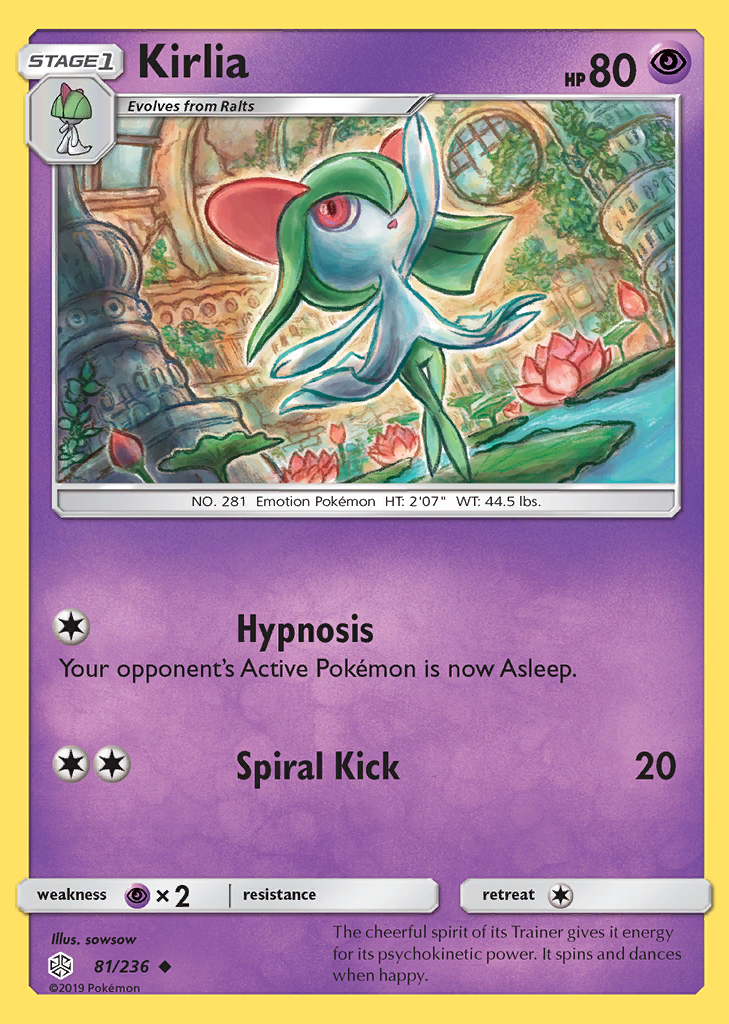 STAGE1
Kirlia
HP 80
Evolves from Ralts
NO. 281 Emotion Pokémon HT: 2'07" WT: 44.5 lbs.
Hypnosis
Your opponent's Active Pokémon is now Asleep.
Spiral Kick 20
weakness ×2 resistance retreat
Illus. sowsow
81/236
©2019 Pokémon
The cheerful spirit of its Trainer gives it energy
for its psychokinetic power. It spins and dances
when happy.